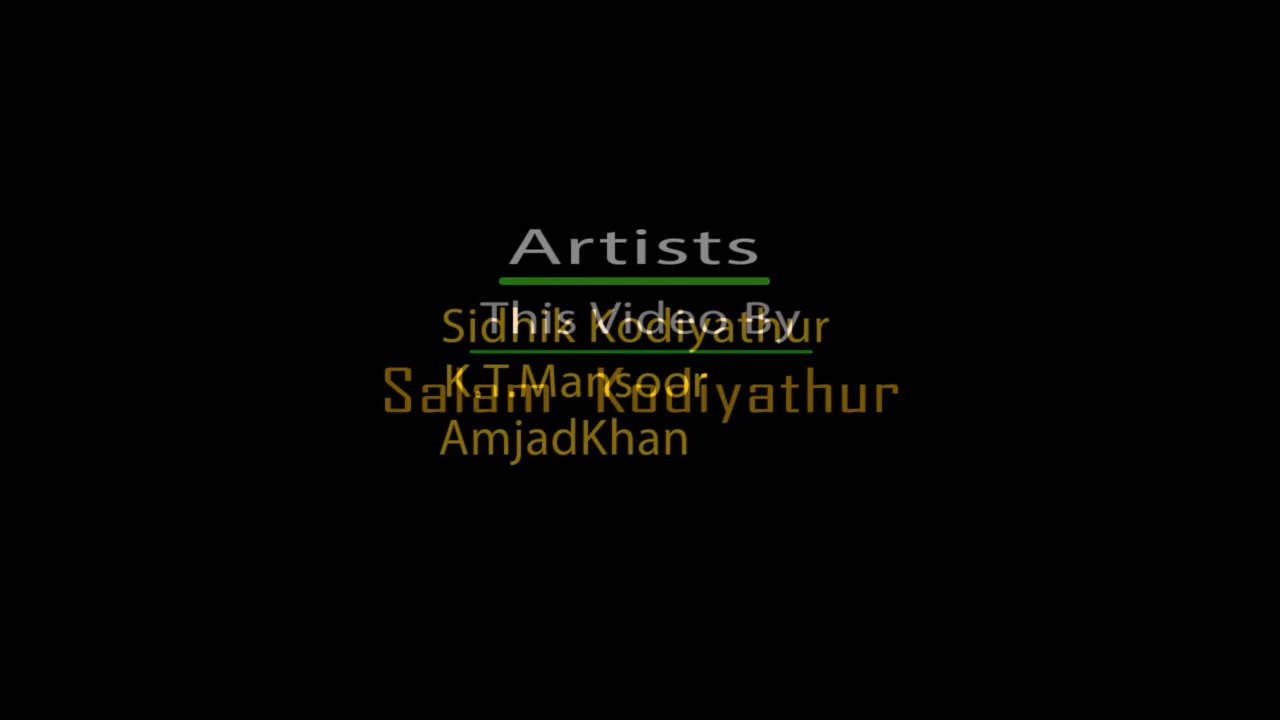 Artists
This Video By
Sidhik Kodiyathur
K.T.Mansoor
Salam Kodiyathur
AmjadKhan